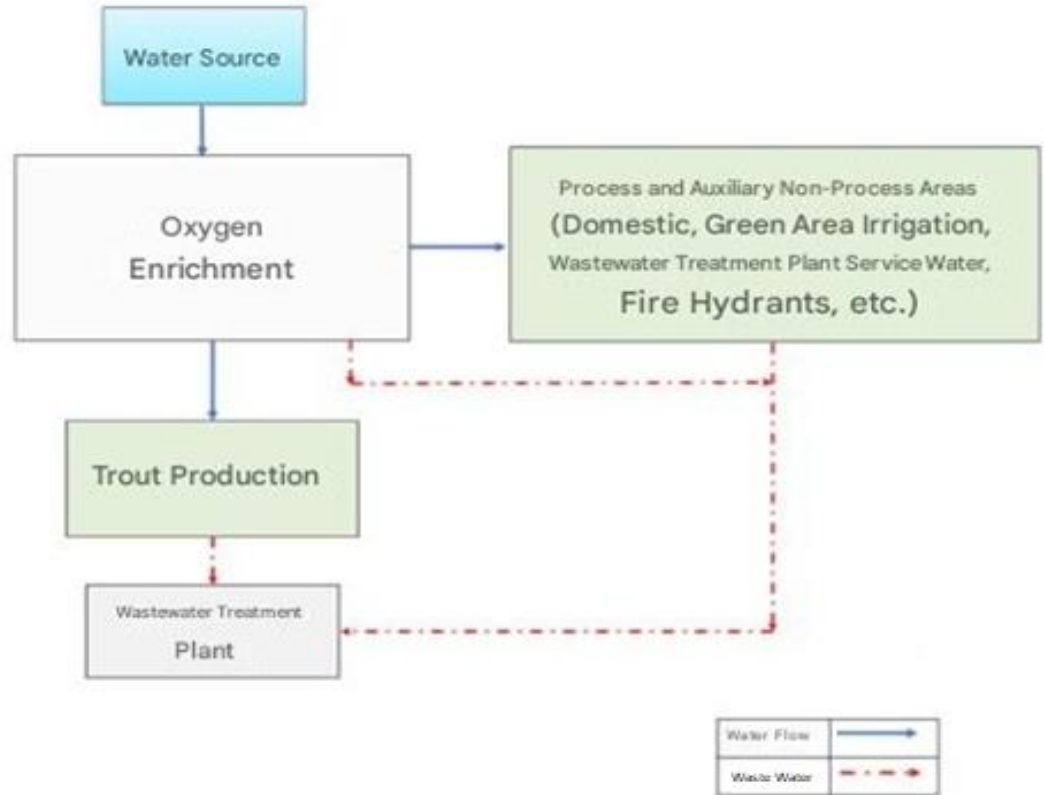 Water Source
Oxygen
Enrichment
Process and Auxiliary Non-Process Areas
(Domestic, Green Area Irrigation,
Wastewater Treatment Plant Service Water,
Fire Hydrants, etc.)
Trout Production
Wastewater Treatment
Plant
Water Flow
Waste Water